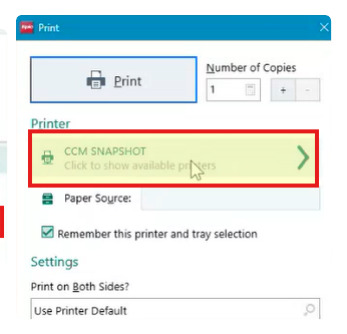 Print
Print
Number of Copies
1
+
-
Printer
CCM SNAPSHOT
Click to show available printers
Paper Source:
Remember this printer and tray selection
Settings
Print on Both Sides?
Use Printer Default